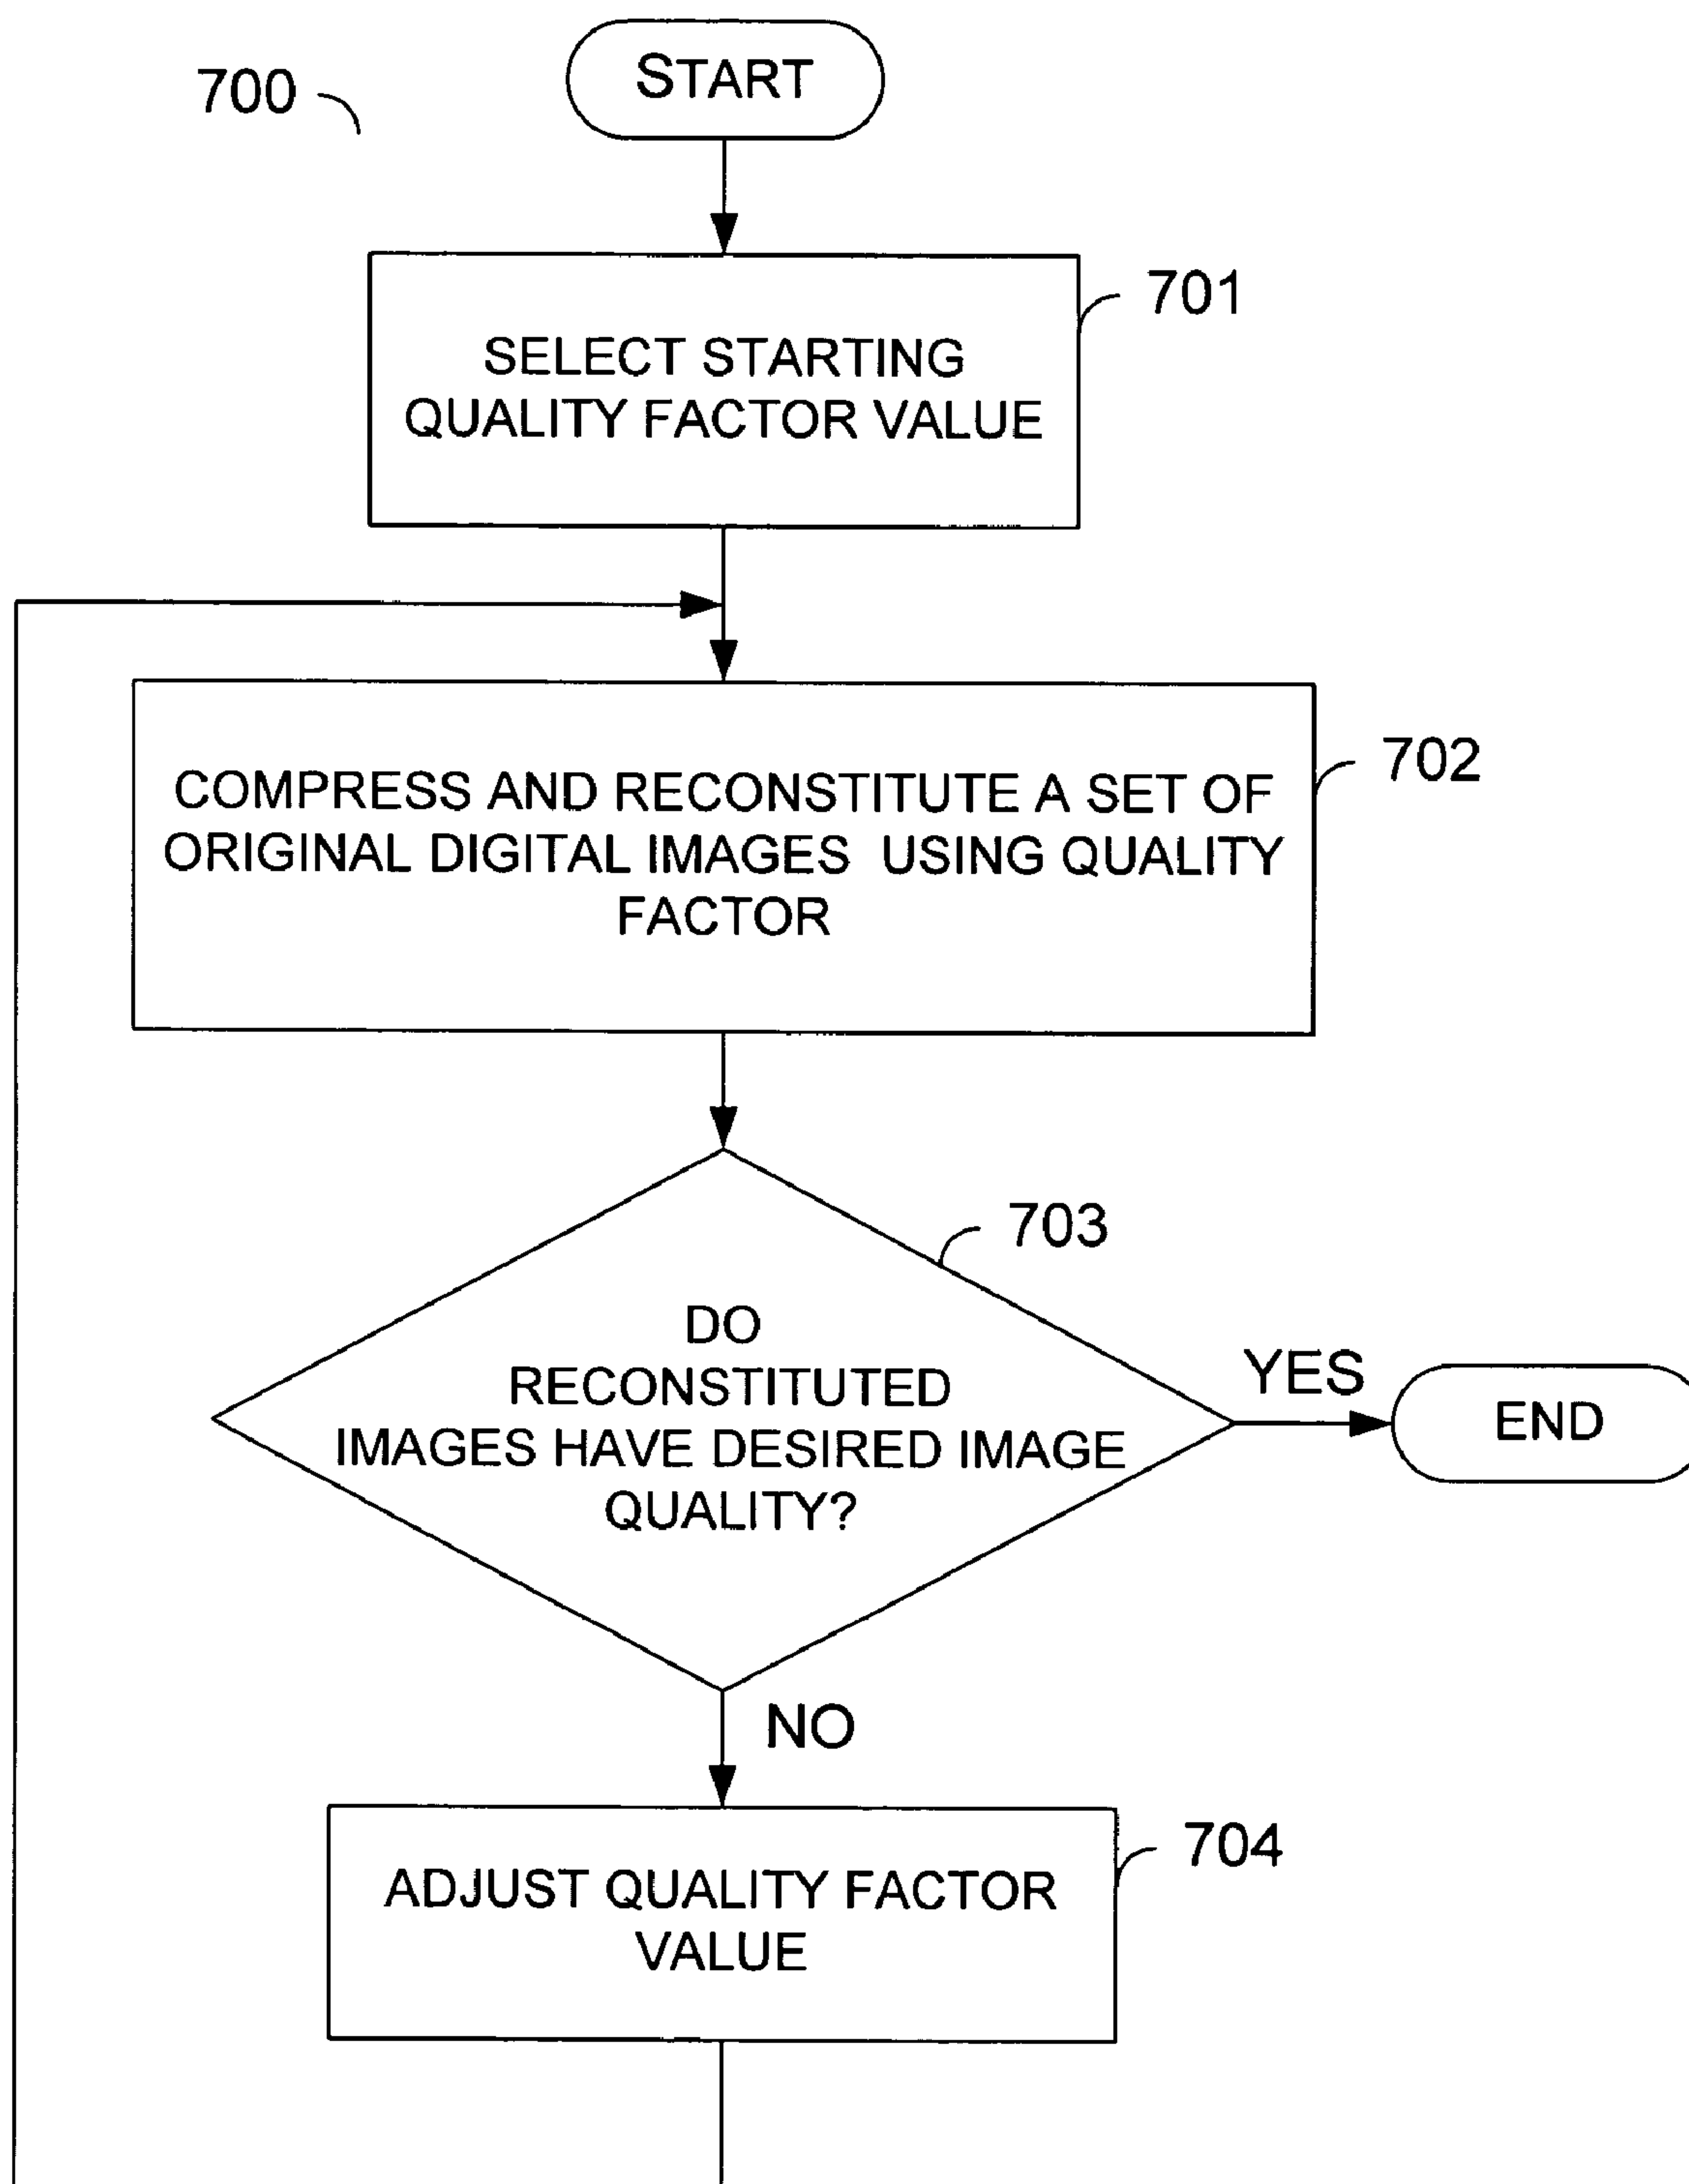 START
700
701
SELECT STARTING
QUALITY FACTOR VALUE
702
COMPRESS AND RECONSTITUTE A SET OF
ORIGINAL DIGITAL IMAGES USING QUALITY
FACTOR
703
DO
RECONSTITUTED
IMAGES HAVE DESIRED IMAGE
QUALITY?
YES
END
NO
704
ADJUST QUALITY FACTOR
VALUE